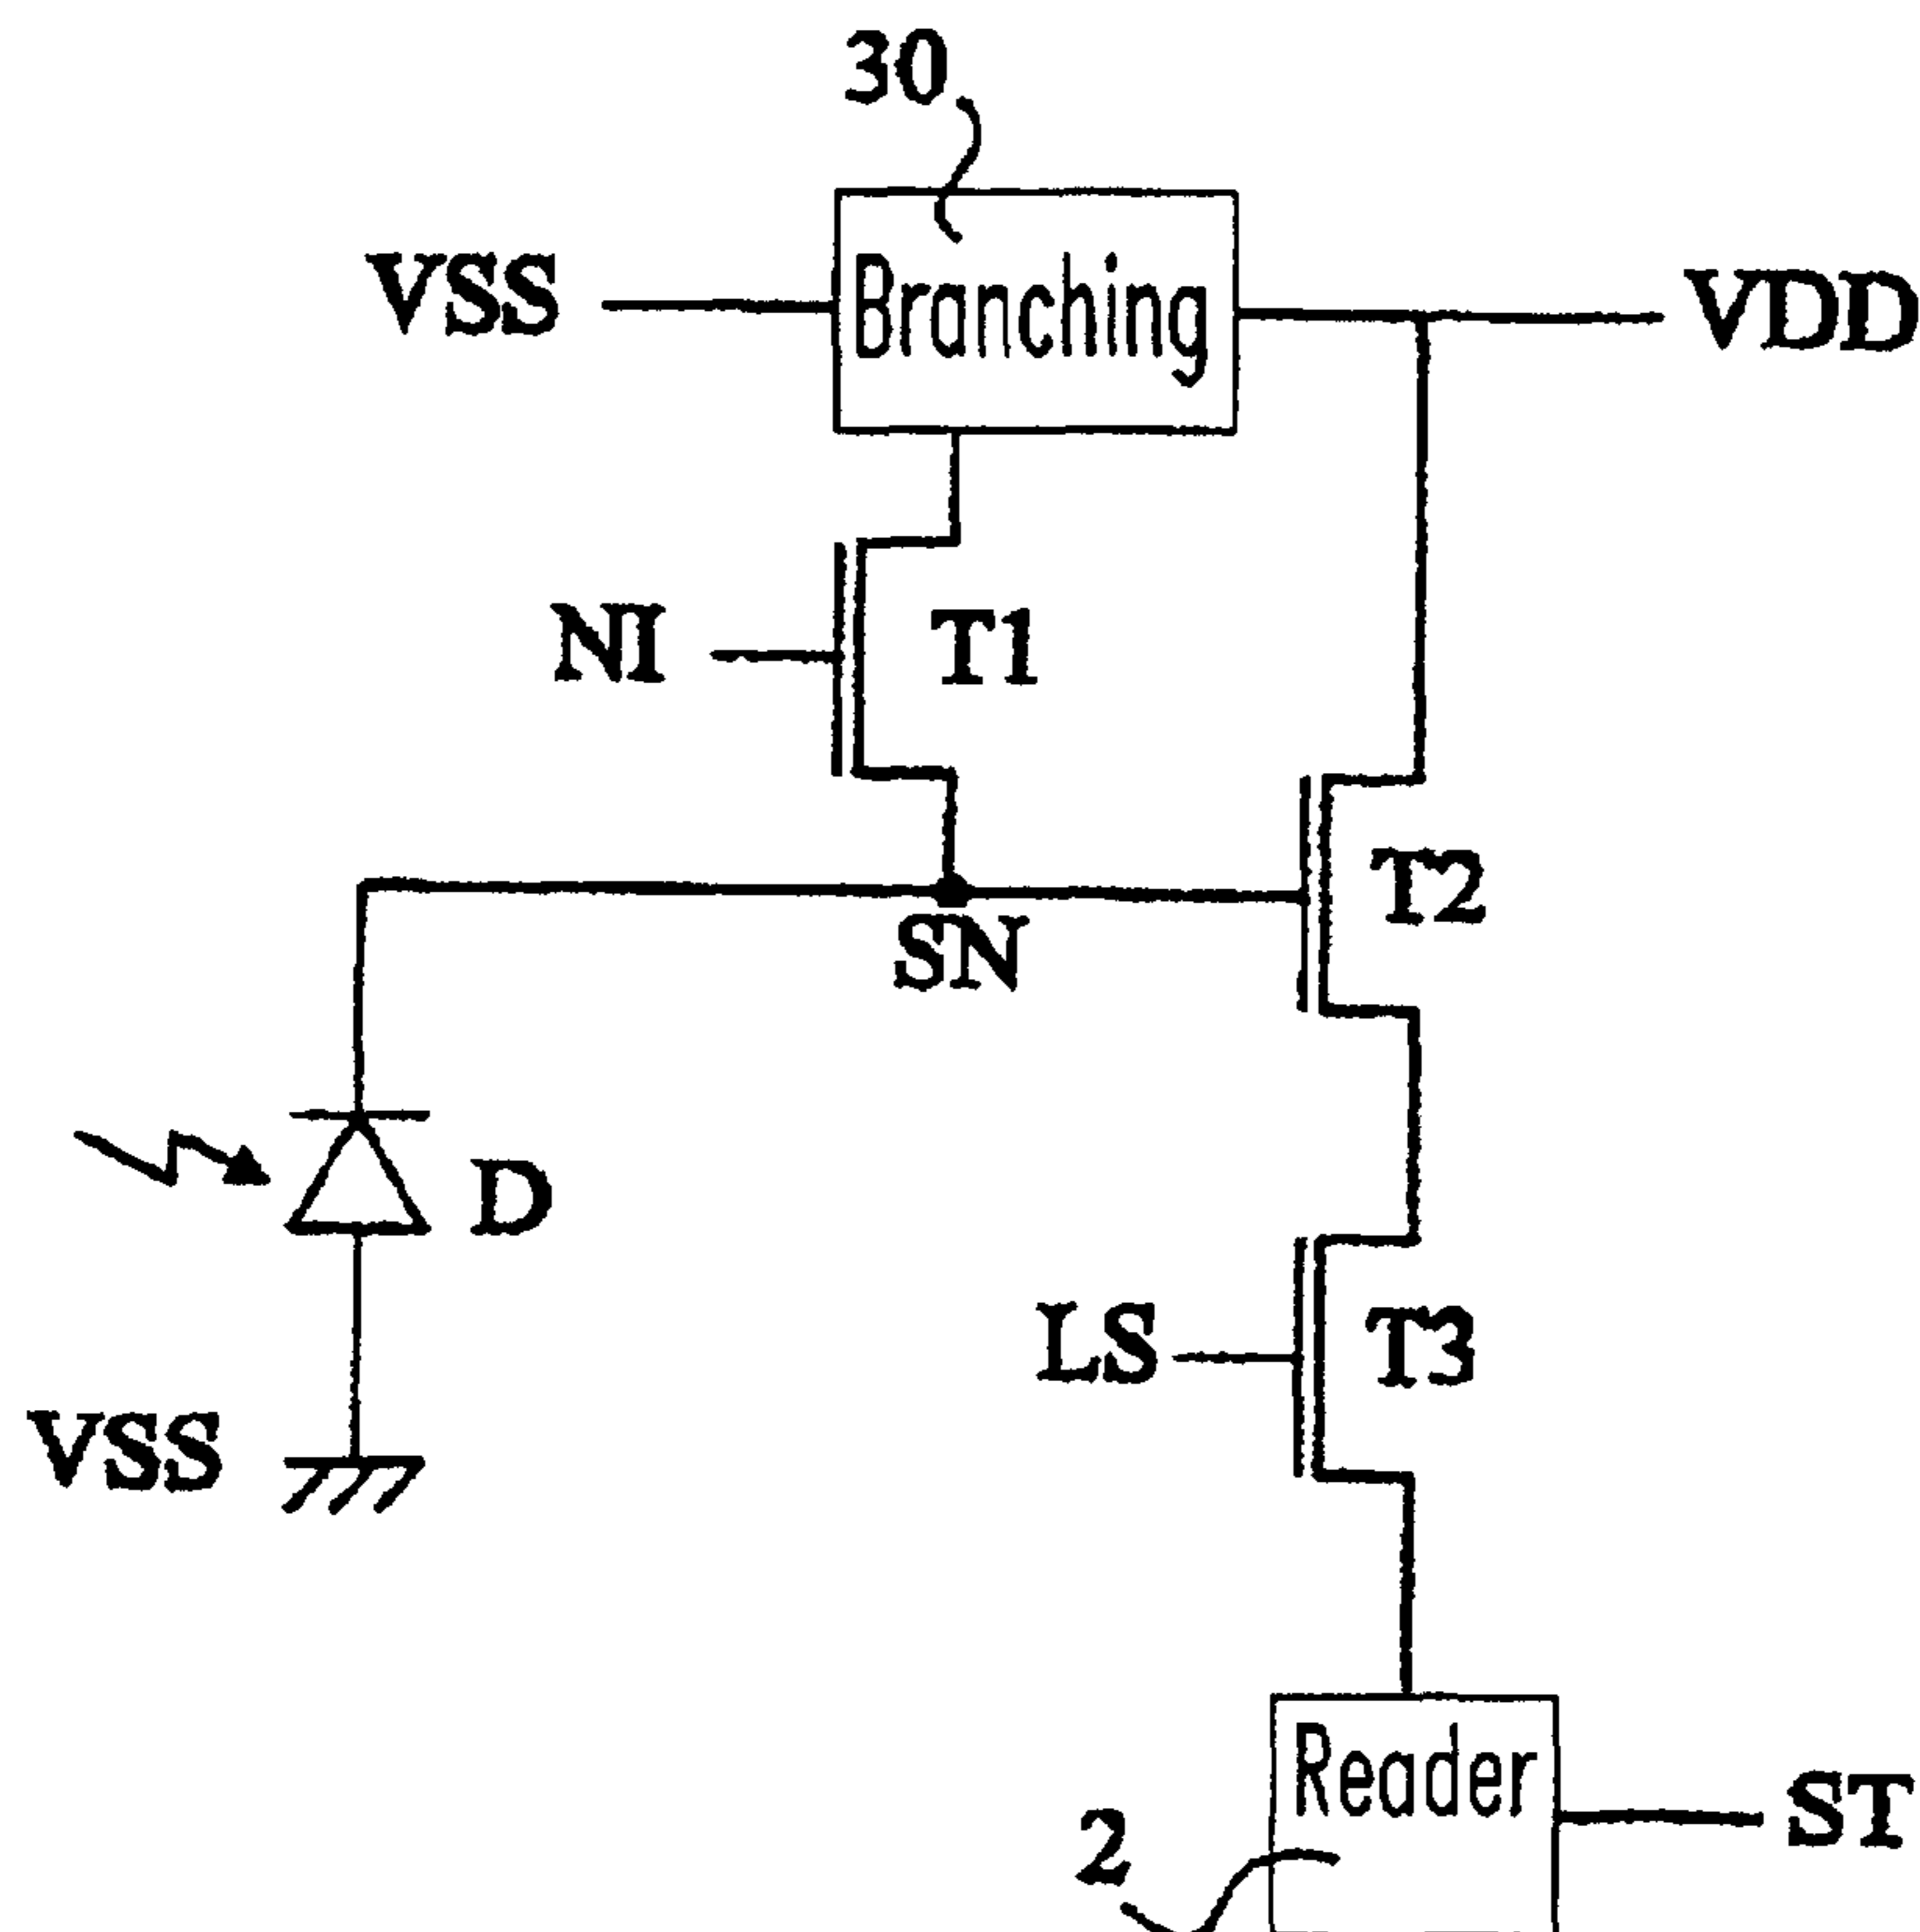 30
VSS
Branching
VDD
NI
T1
T2
SN
D
LS
T3
VSS
Reader
ST
2